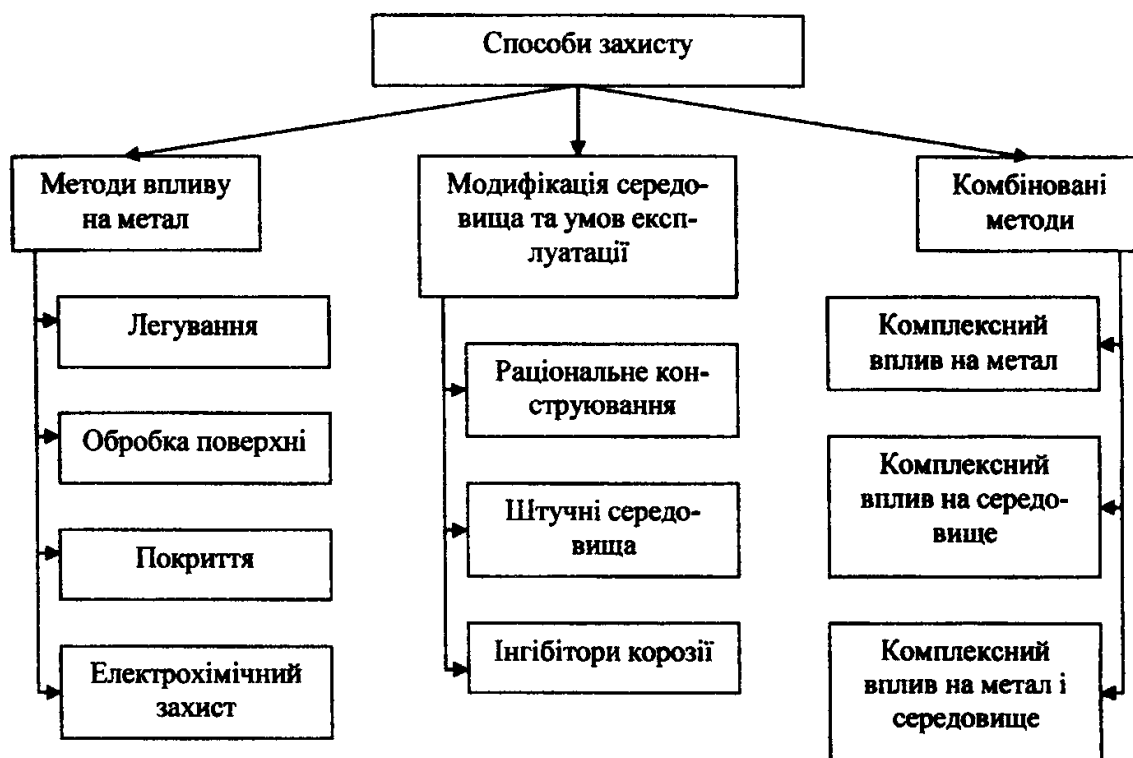 Способи захисту
Методи впливу
на метал
Легування
Обробка поверхні
Покриття
Електрохімічний
захист
Модифікація середо-
вища та умов експ-
луатації
Раціональне кон-
струювання
Штучні середо-
вища
Інгібітори корозії
Комбіновані
методи
Комплексний
вплив на метал
Комплексний
вплив на середо-
вище
Комплексний
вплив на метал і
середовище